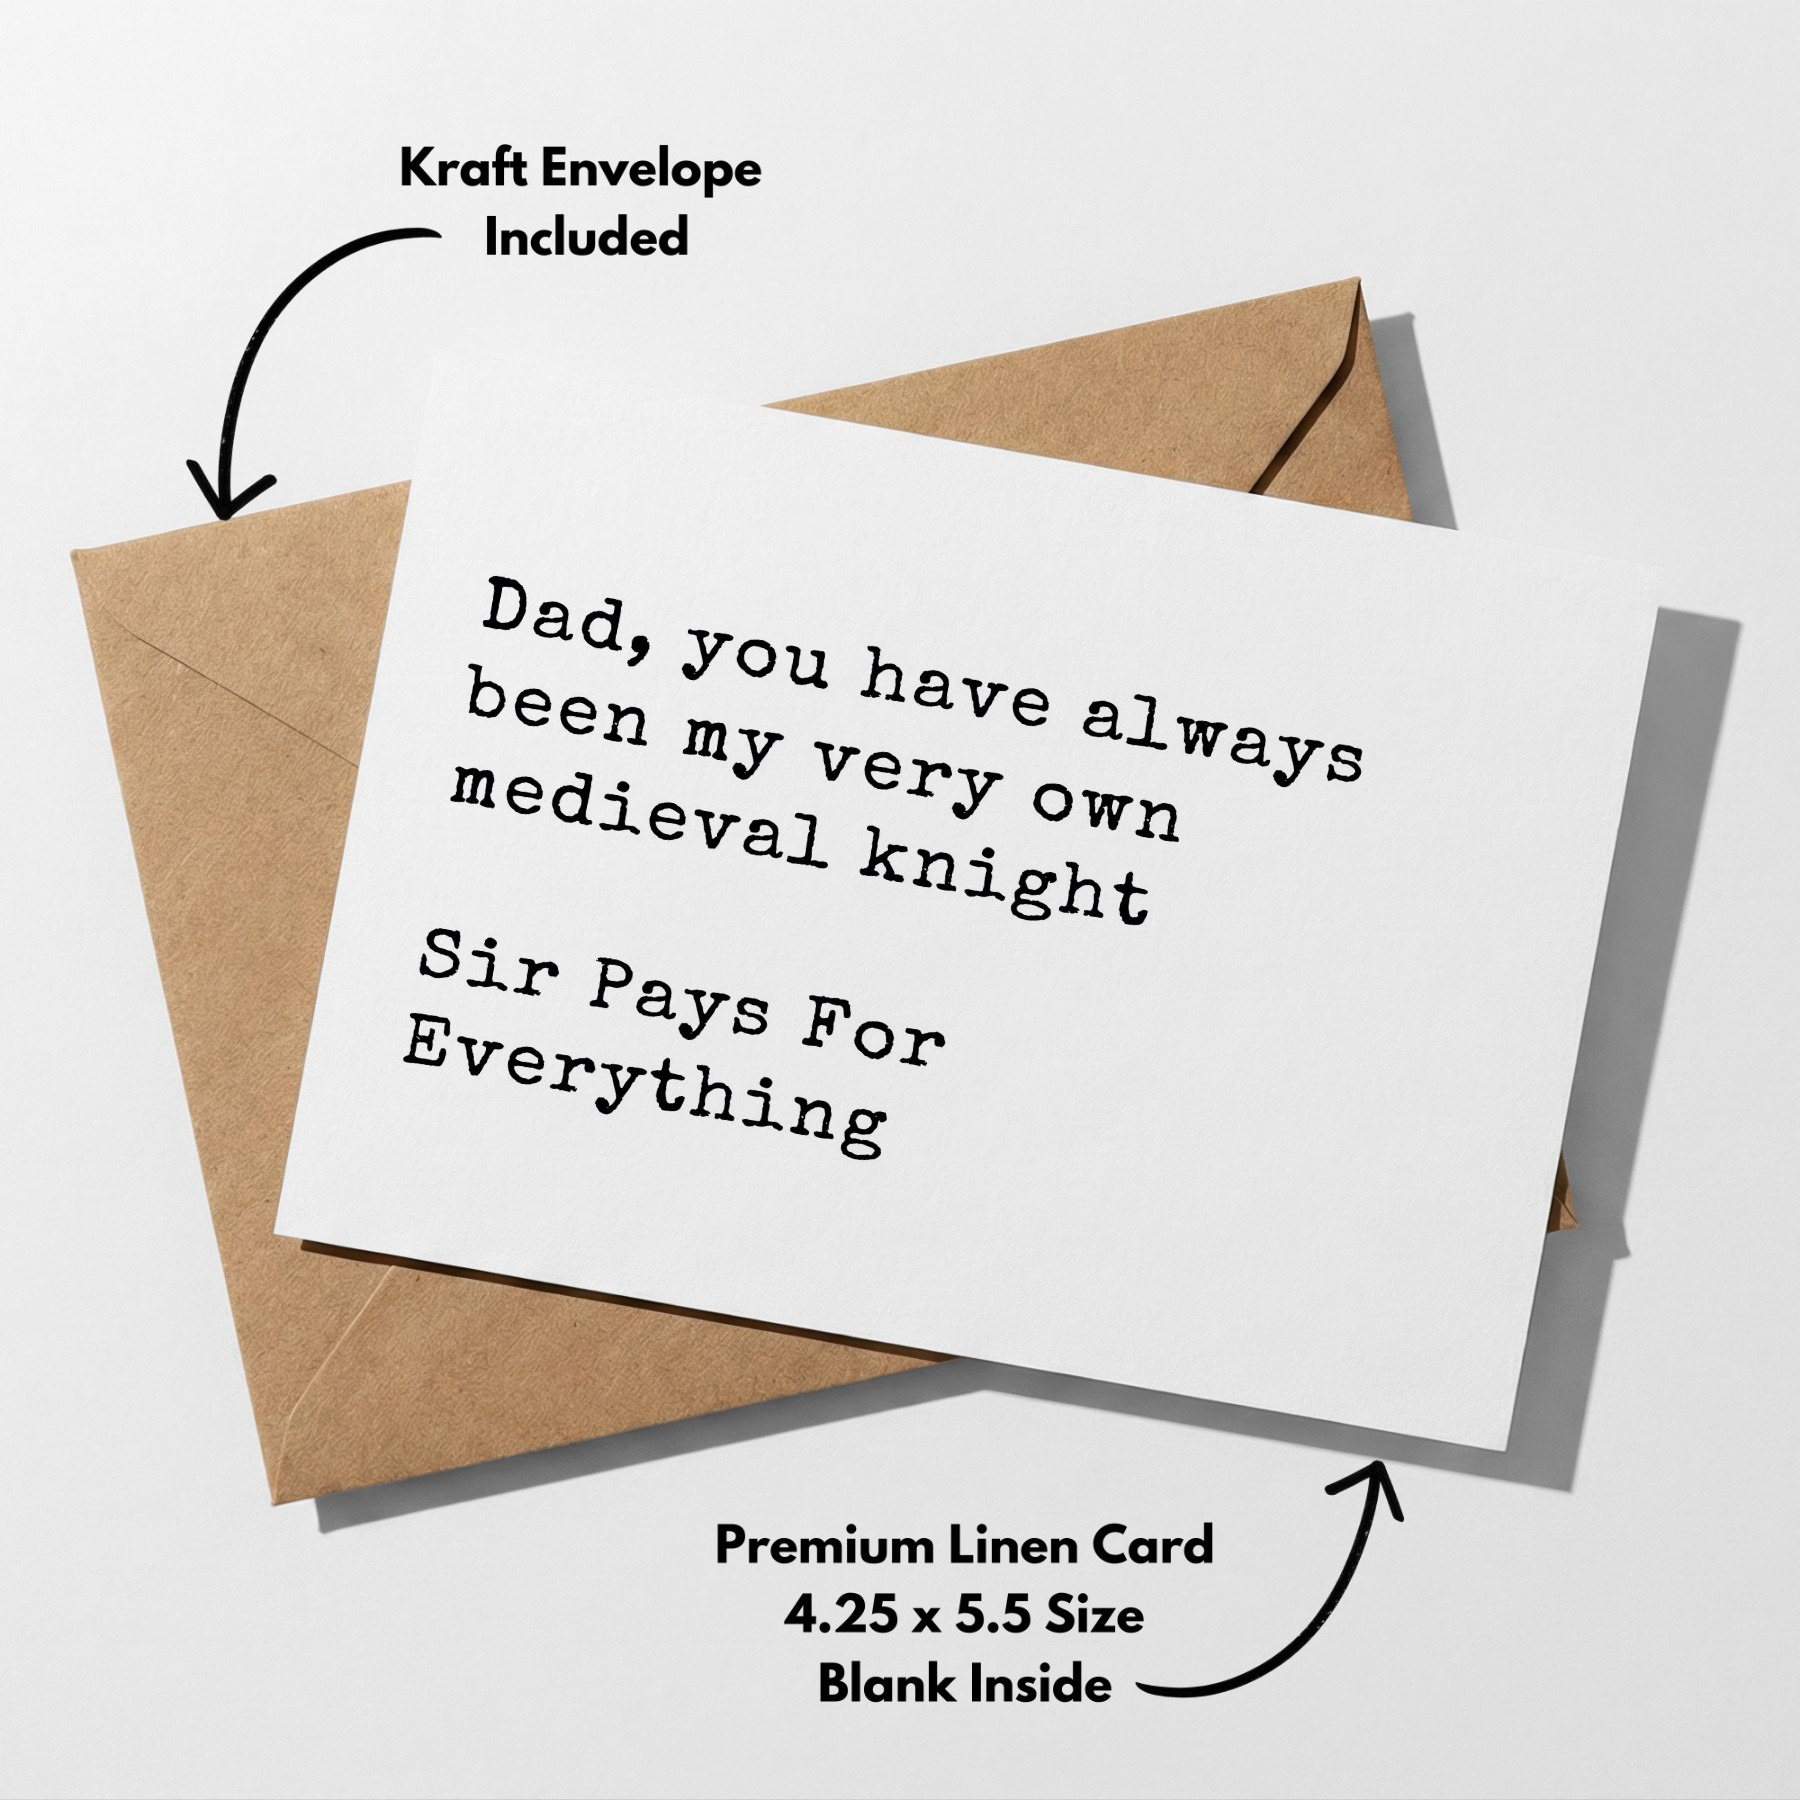 Kraft Envelope
Included
Dad, you have always
been my very own
medieval knight
Sir Pays For
Everything
Premium Linen Card
4.25 x 5.5 Size
Blank Inside